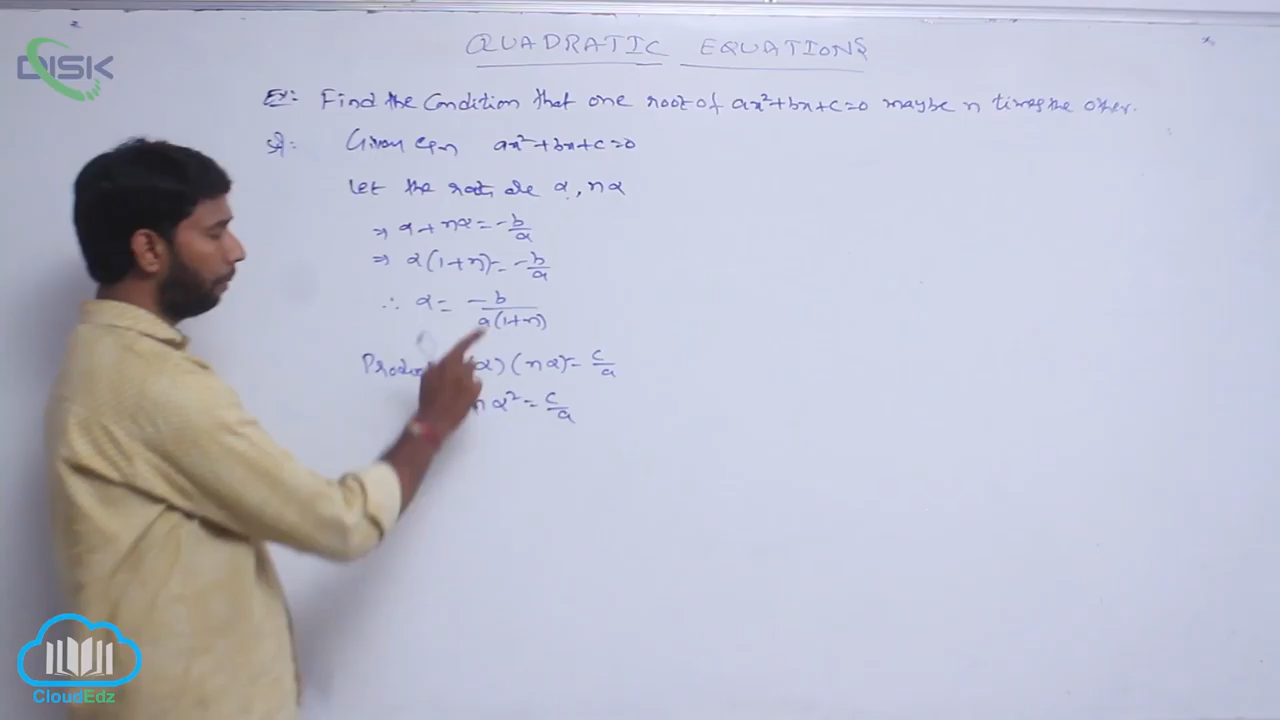 DISK
QUADRATIC EQUATIONS
Ex: Find the Condition that one root of ax²+bx+c=0 maybe n times the other.
Given Eqn ax²+bx+c=0
Let the roots are α, nα
⇒ α + nα = -b/a
⇒ α(1+n) = -b/a
∴ α = -b/a(1+n)
α)(nα) = c/a
nα² = c/a
CloudEdz